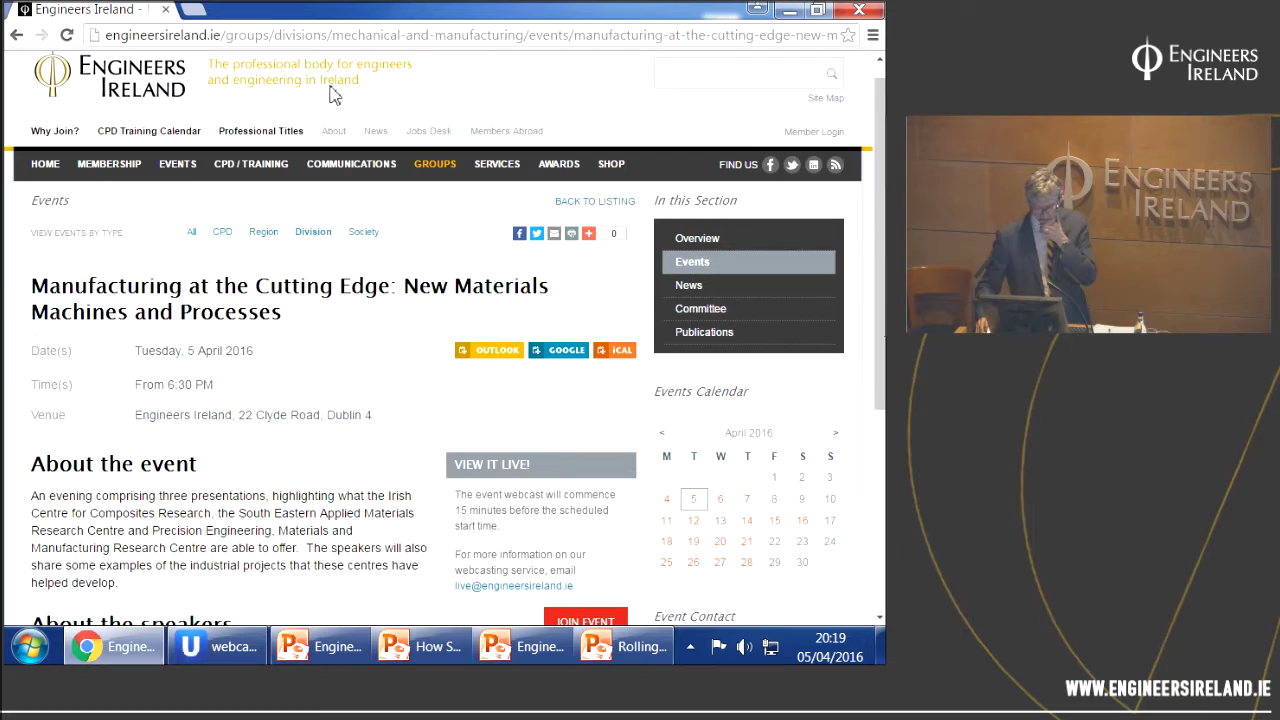 Engineers Ireland -
engineersireland.ie/groups/divisions/mechanical-and-manufacturing/events/manufacturing-at-the-cutting-edge-new-m
ENGINEERS
IRELAND
The professional body for engineers
and engineering in Ireland
Site Map
Why Join? CPD Training Calendar Professional Titles About News Jobs Desk Members Abroad Member Login
HOME MEMBERSHIP EVENTS CPD / TRAINING COMMUNICATIONS GROUPS SERVICES AWARDS SHOP FIND US
Events BACK TO LISTING
VIEW EVENTS BY TYPE All CPD Region Division Society 0
Manufacturing at the Cutting Edge: New Materials
Machines and Processes
Date(s) Tuesday, 5 April 2016 OUTLOOK GOOGLE iCAL
Time(s) From 6:30 PM
Venue Engineers Ireland, 22 Clyde Road, Dublin 4
About the event
An evening comprising three presentations, highlighting what the Irish
Centre for Composites Research, the South Eastern Applied Materials
Research Centre and Precision Engineering, Materials and
Manufacturing Research Centre are able to offer. The speakers will also
share some examples of the industrial projects that these centres have
helped develop.
About the speakers
VIEW IT LIVE!
The event webcast will commence
15 minutes before the scheduled
start time.
For more information on our
webcasting service, email
live@engineersireland.ie
JOIN EVENT
In this Section
Overview
Events
News
Committee
Publications
Events Calendar
< April 2016 >
M T W T F S S
1 2 3
4 5 6 7 8 9 10
11 12 13 14 15 16 17
18 19 20 21 22 23 24
25 26 27 28 29 30
Event Contact
Engine... webca... Engine... How S... Engine... Rolling... 20:19
05/04/2016
ENGINEERS
IRELAND
ENGINEERS
IRELAND
WWW.ENGINEERSIRELAND.IE